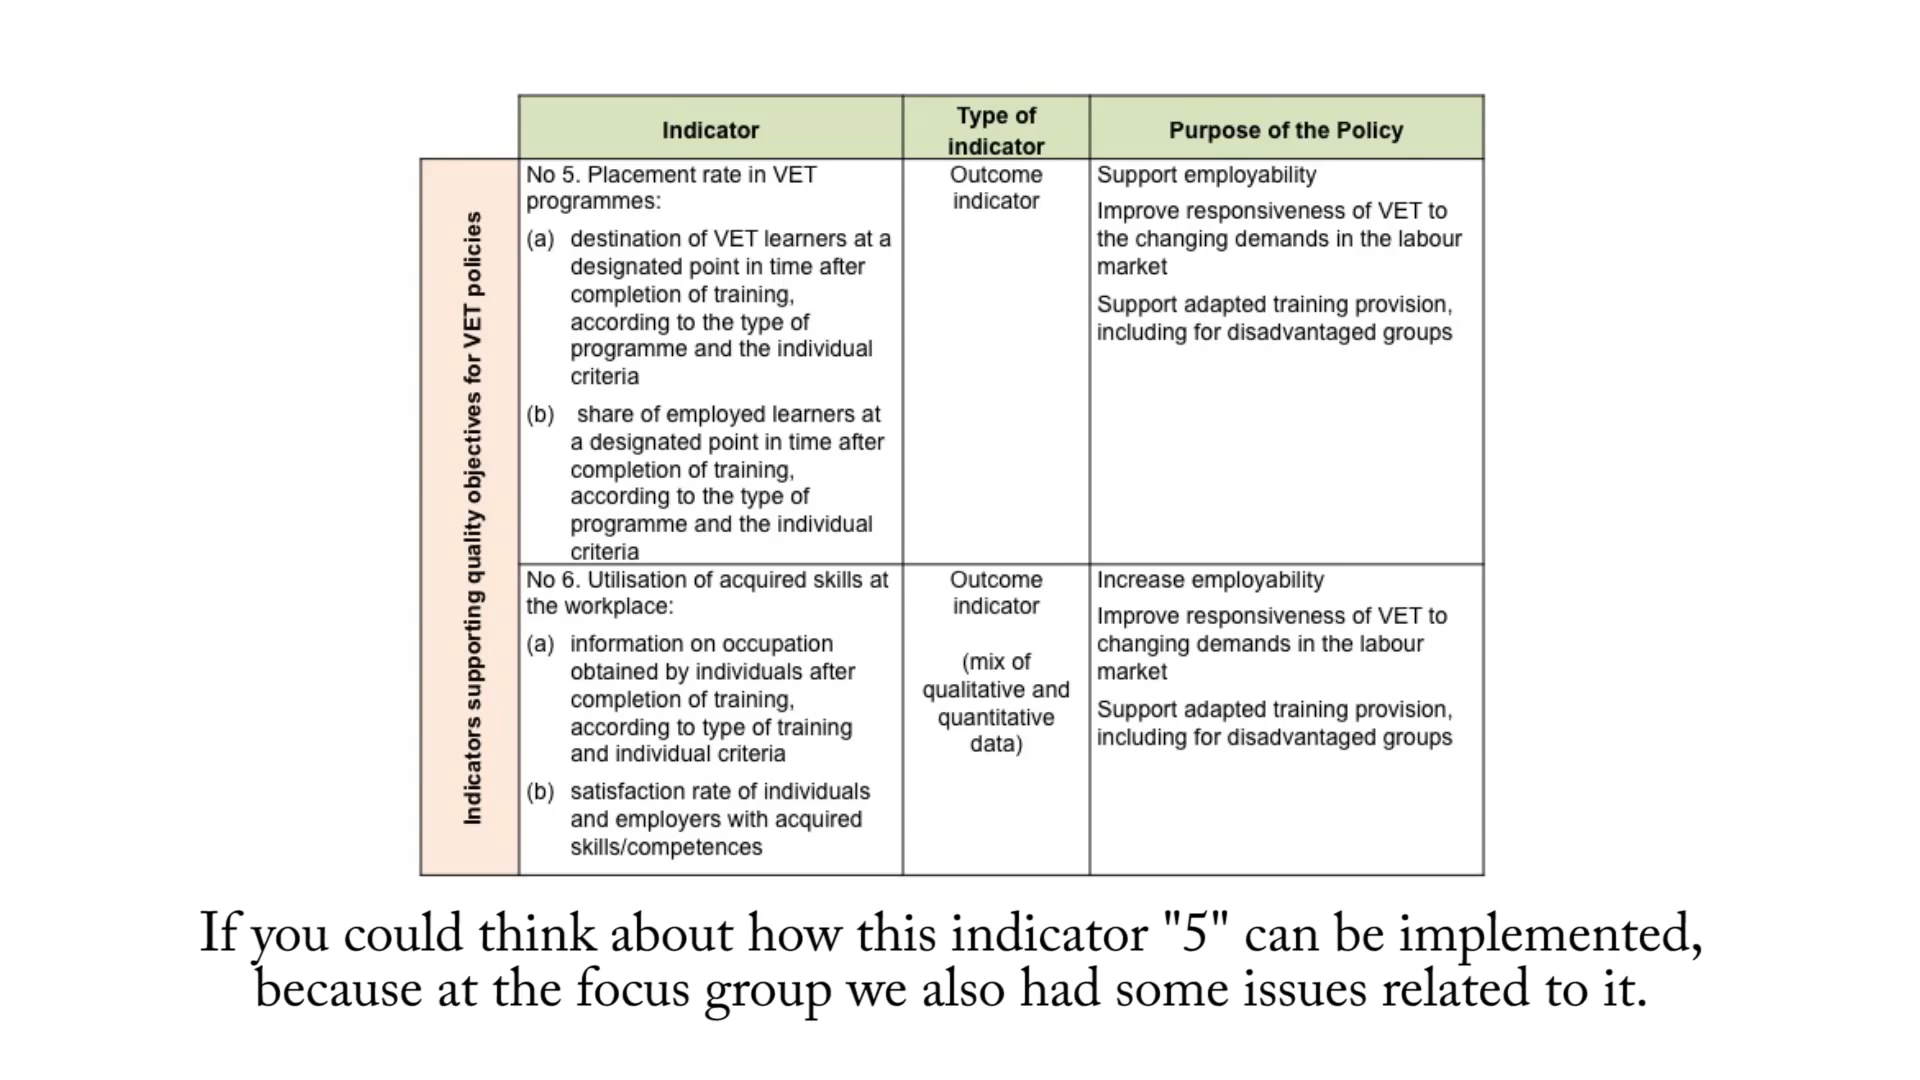 Indicator
Type of
indicator
Purpose of the Policy
Indicators supporting quality objectives for VET policies
No 5. Placement rate in VET
programmes:
(a) destination of VET learners at a
designated point in time after
completion of training,
according to the type of
programme and the individual
criteria
(b) share of employed learners at
a designated point in time after
completion of training,
according to the type of
programme and the individual
criteria
Outcome
indicator
Support employability
Improve responsiveness of VET to
the changing demands in the labour
market
Support adapted training provision,
including for disadvantaged groups
No 6. Utilisation of acquired skills at
the workplace:
(a) information on occupation
obtained by individuals after
completion of training,
according to type of training
and individual criteria
(b) satisfaction rate of individuals
and employers with acquired
skills/competences
Outcome
indicator
(mix of
qualitative and
quantitative
data)
Increase employability
Improve responsiveness of VET to
changing demands in the labour
market
Support adapted training provision,
including for disadvantaged groups
If you could think about how this indicator "5" can be implemented,
because at the focus group we also had some issues related to it.